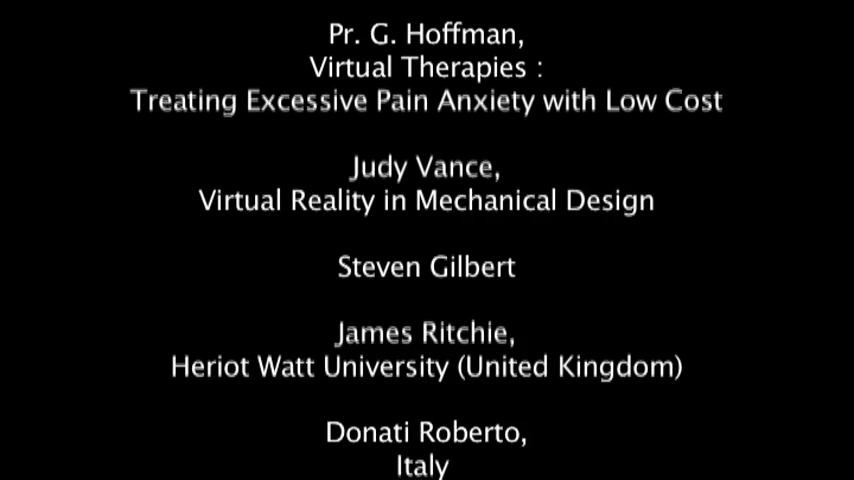 Pr. G. Hoffman,
Virtual Therapies :
Treating Excessive Pain Anxiety with Low Cost
Judy Vance,
Virtual Reality in Mechanical Design
Steven Gilbert
James Ritchie,
Heriot Watt University (United Kingdom)
Donati Roberto,
Italy